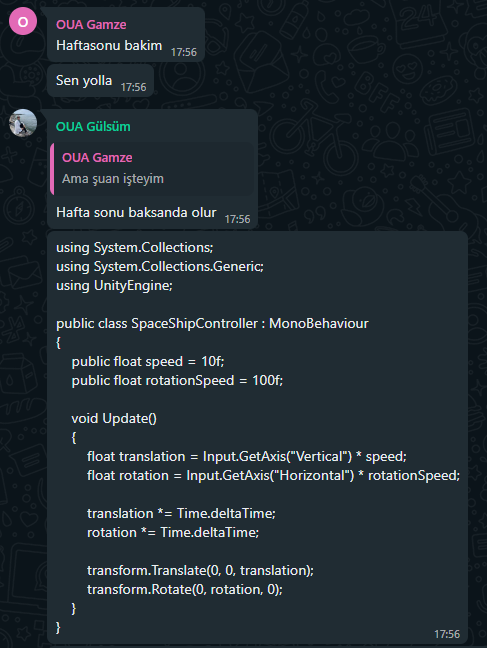 O
OUA Gamze
Haftasonu bakim 17:56
Sen yolla 17:56
OUA Gülsüm
OUA Gamze
Ama şuan işteyim
Hafta sonu baksanda olur 17:56
using System.Collections;
using System.Collections.Generic;
using UnityEngine;
public class SpaceShipController : MonoBehaviour
{
public float speed = 10f;
public float rotationSpeed = 100f;
void Update()
{
float translation = Input.GetAxis("Vertical") * speed;
float rotation = Input.GetAxis("Horizontal") * rotationSpeed;
translation *= Time.deltaTime;
rotation *= Time.deltaTime;
transform.Translate(0, 0, translation);
transform.Rotate(0, rotation, 0);
}
}
17:56